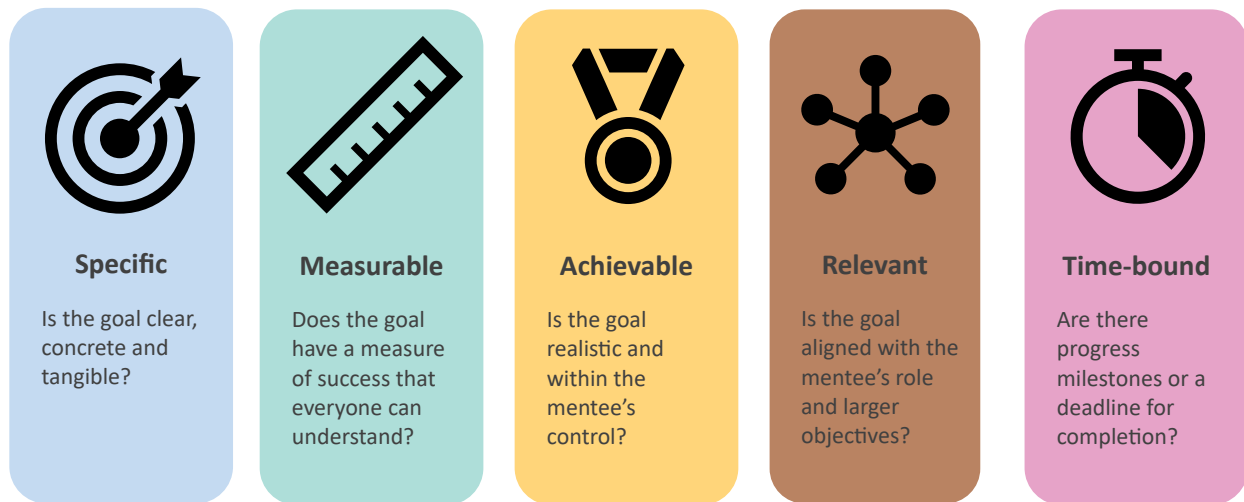 Specific
Is the goal clear,
concrete and
tangible?
Measurable
Does the goal
have a measure
of success that
everyone can
understand?
Achievable
Is the goal
realistic and
within the
mentee's
control?
Relevant
Is the goal
aligned with the
mentee's role
and larger
objectives?
Time-bound
Are there
progress
milestones or a
deadline for
completion?